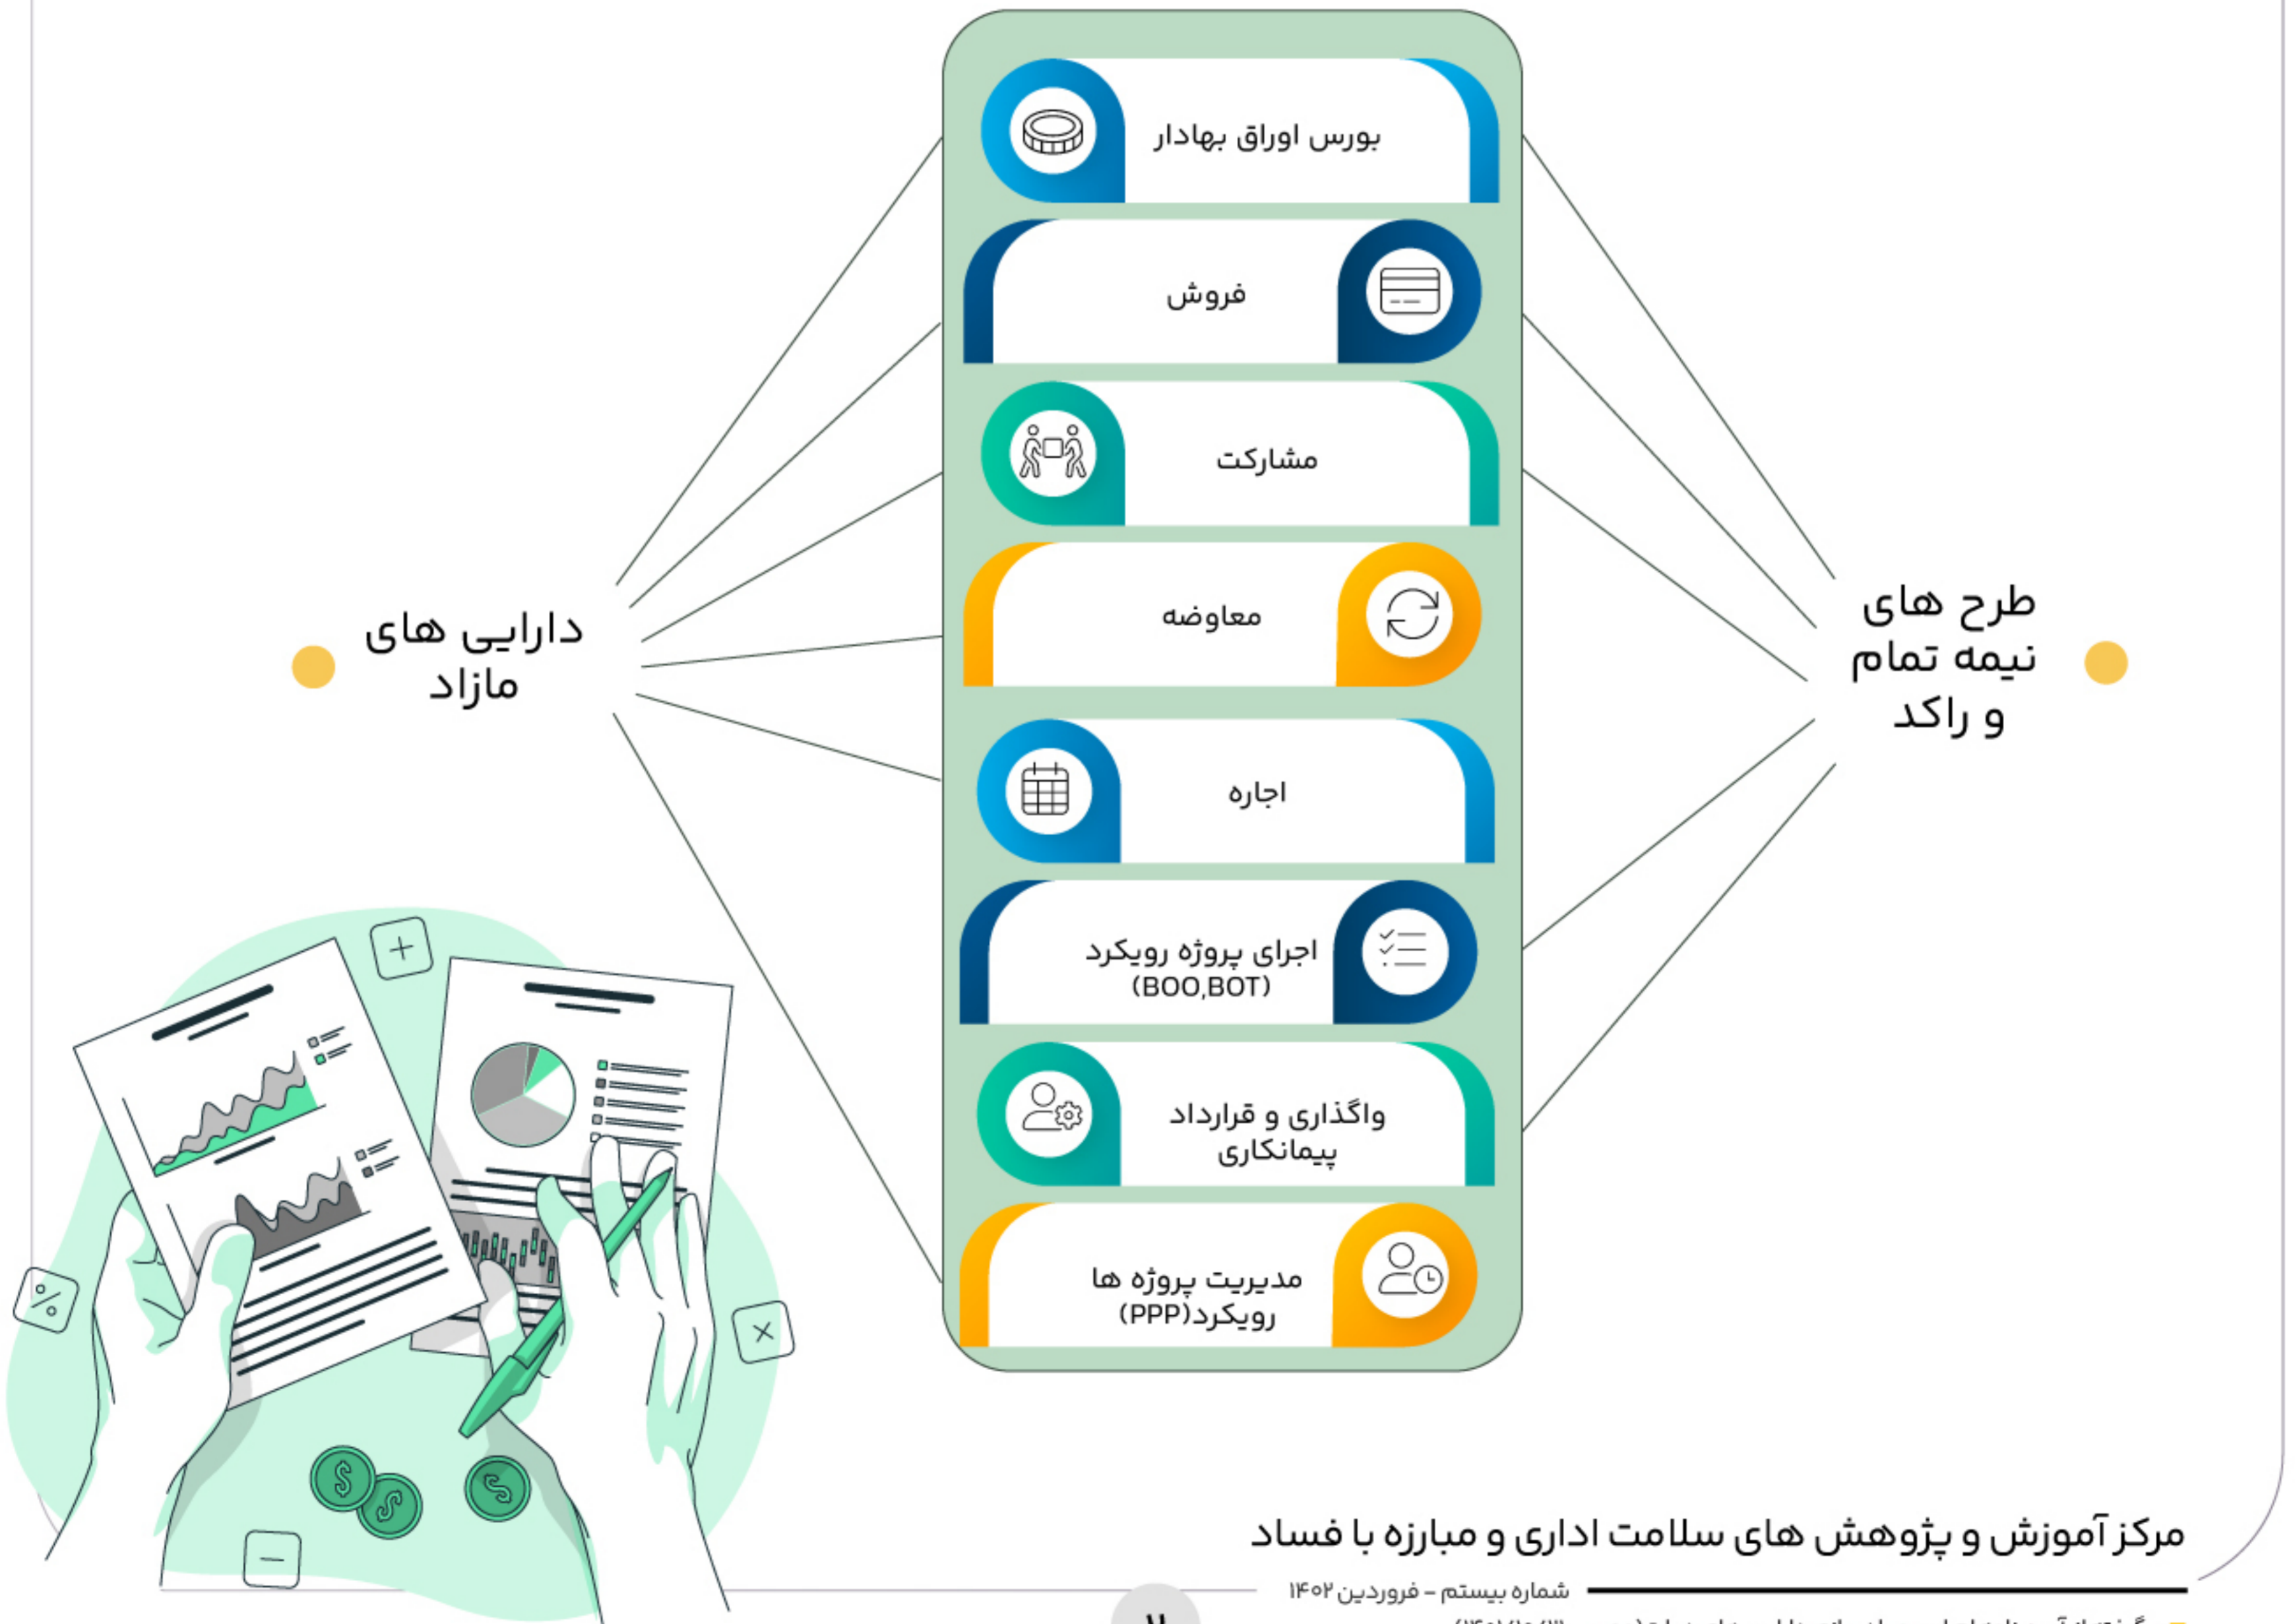 بورس اوراق بهادار
فروش
مشارکت
معاوضه
اجاره
اجرای پروژه رویکرد
(BOO,BOT)
واگذاری و قرارداد
پیمانکاری
مدیریت پروژه ها
رویکرد(PPP)
طرح های
نیمه تمام
و راکد
دارایی های
مازاد
مرکز آموزش و پژوهش های سلامت اداری و مبارزه با فساد
شماره بیستم - فروردین ۱۴۰۲